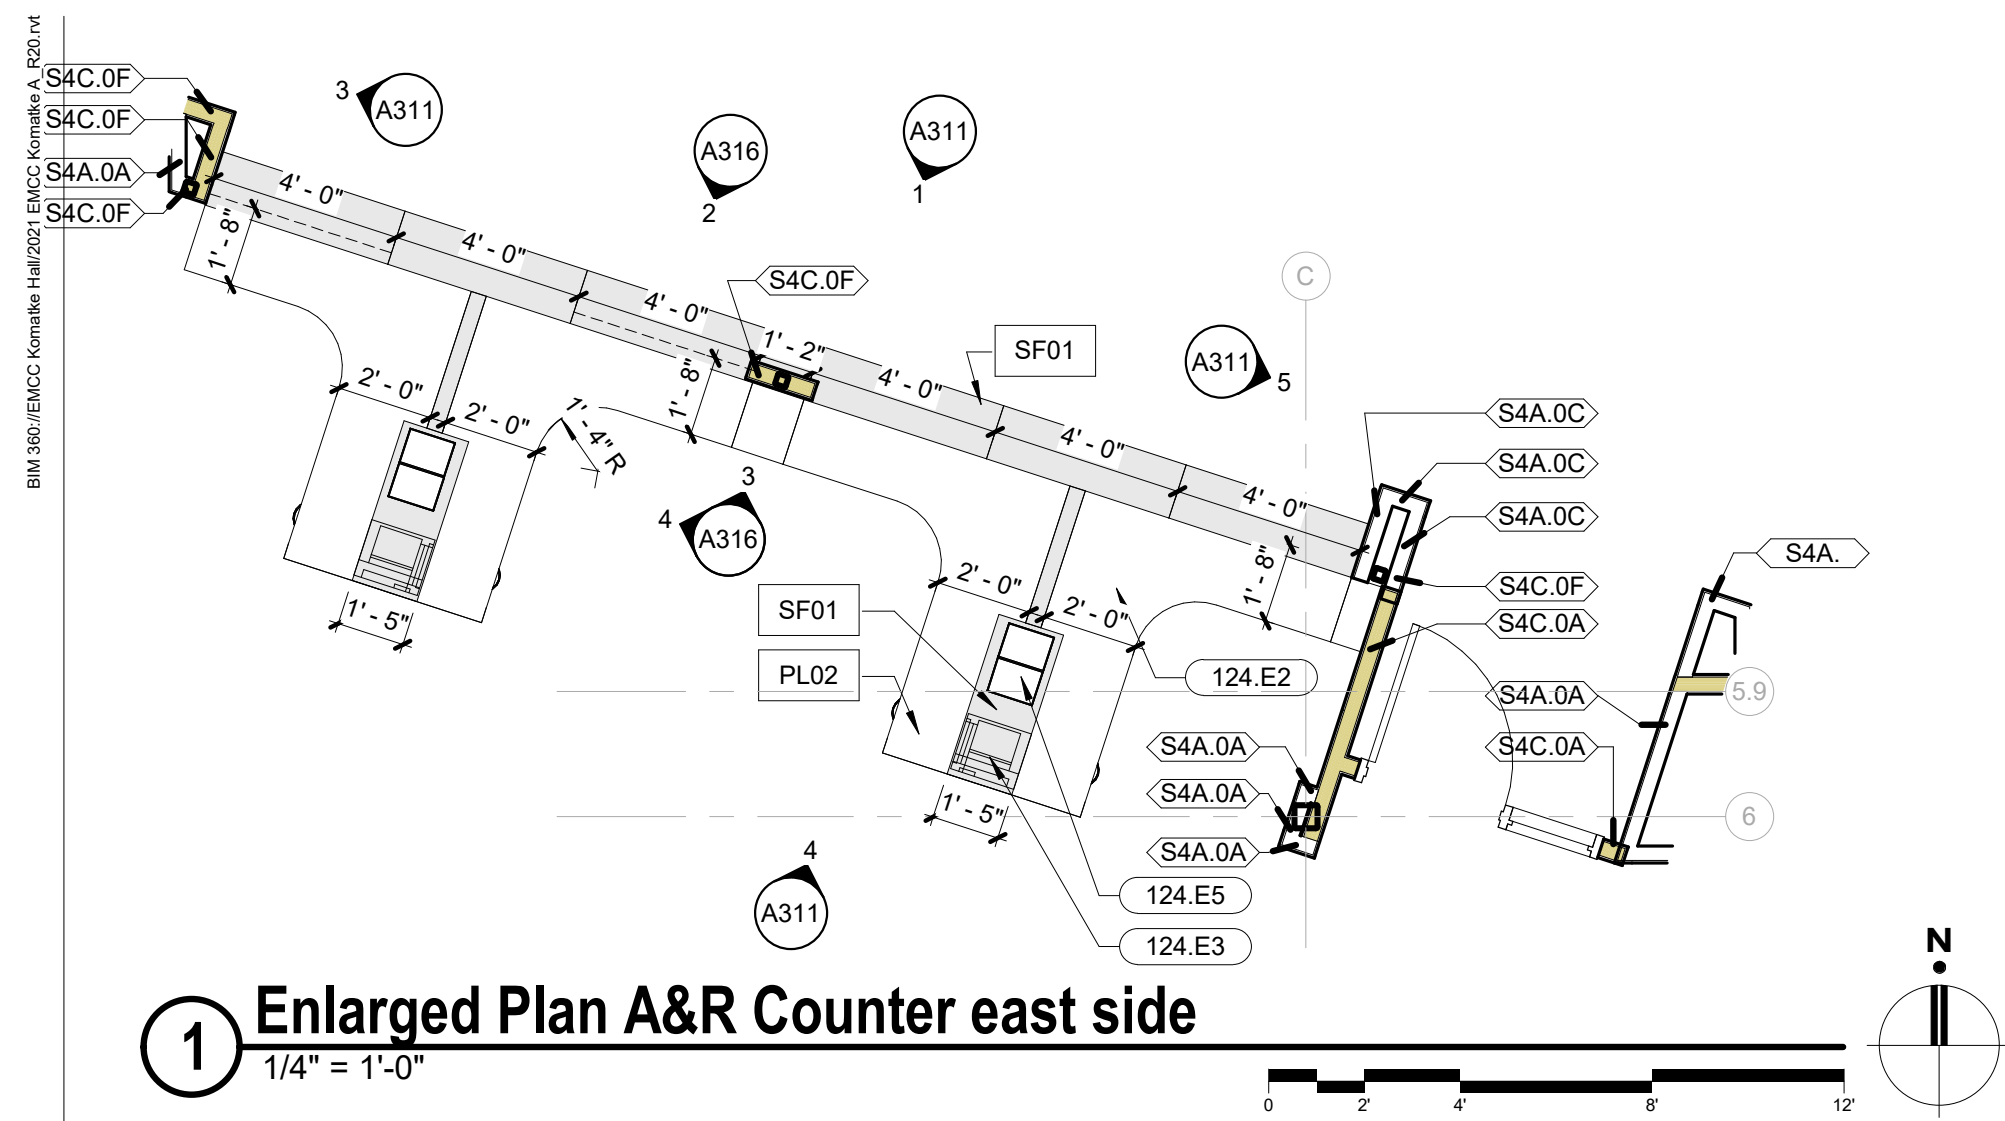 BIM 360://EMCC Komatke Hall/2021 EMCC Komatke A_R20.rvt
S4C.0F
S4C.0F
S4A.0A
S4C.0F
3
A311
A316
2
A311
1
4' - 0"
4' - 0"
4' - 0"
1' - 2"
4' - 0"
4' - 0"
4' - 0"
1' - 8"
1' - 8"
1' - 8"
S4C.0F
SF01
C
A311
5
2' - 0"
2' - 0"
1' - 4" R
S4A.0C
S4A.0C
S4A.0C
S4A.
S4C.0F
S4C.0A
3
4
A316
2' - 0"
2' - 0"
1' - 5"
SF01
PL02
124.E2
S4A.0A
5.9
S4C.0A
S4A.0A
S4A.0A
S4A.0A
6
1' - 5"
4
A311
124.E5
124.E3
N
1
Enlarged Plan A&R Counter east side
1/4" = 1'-0"
0
2'
4'
8'
12'